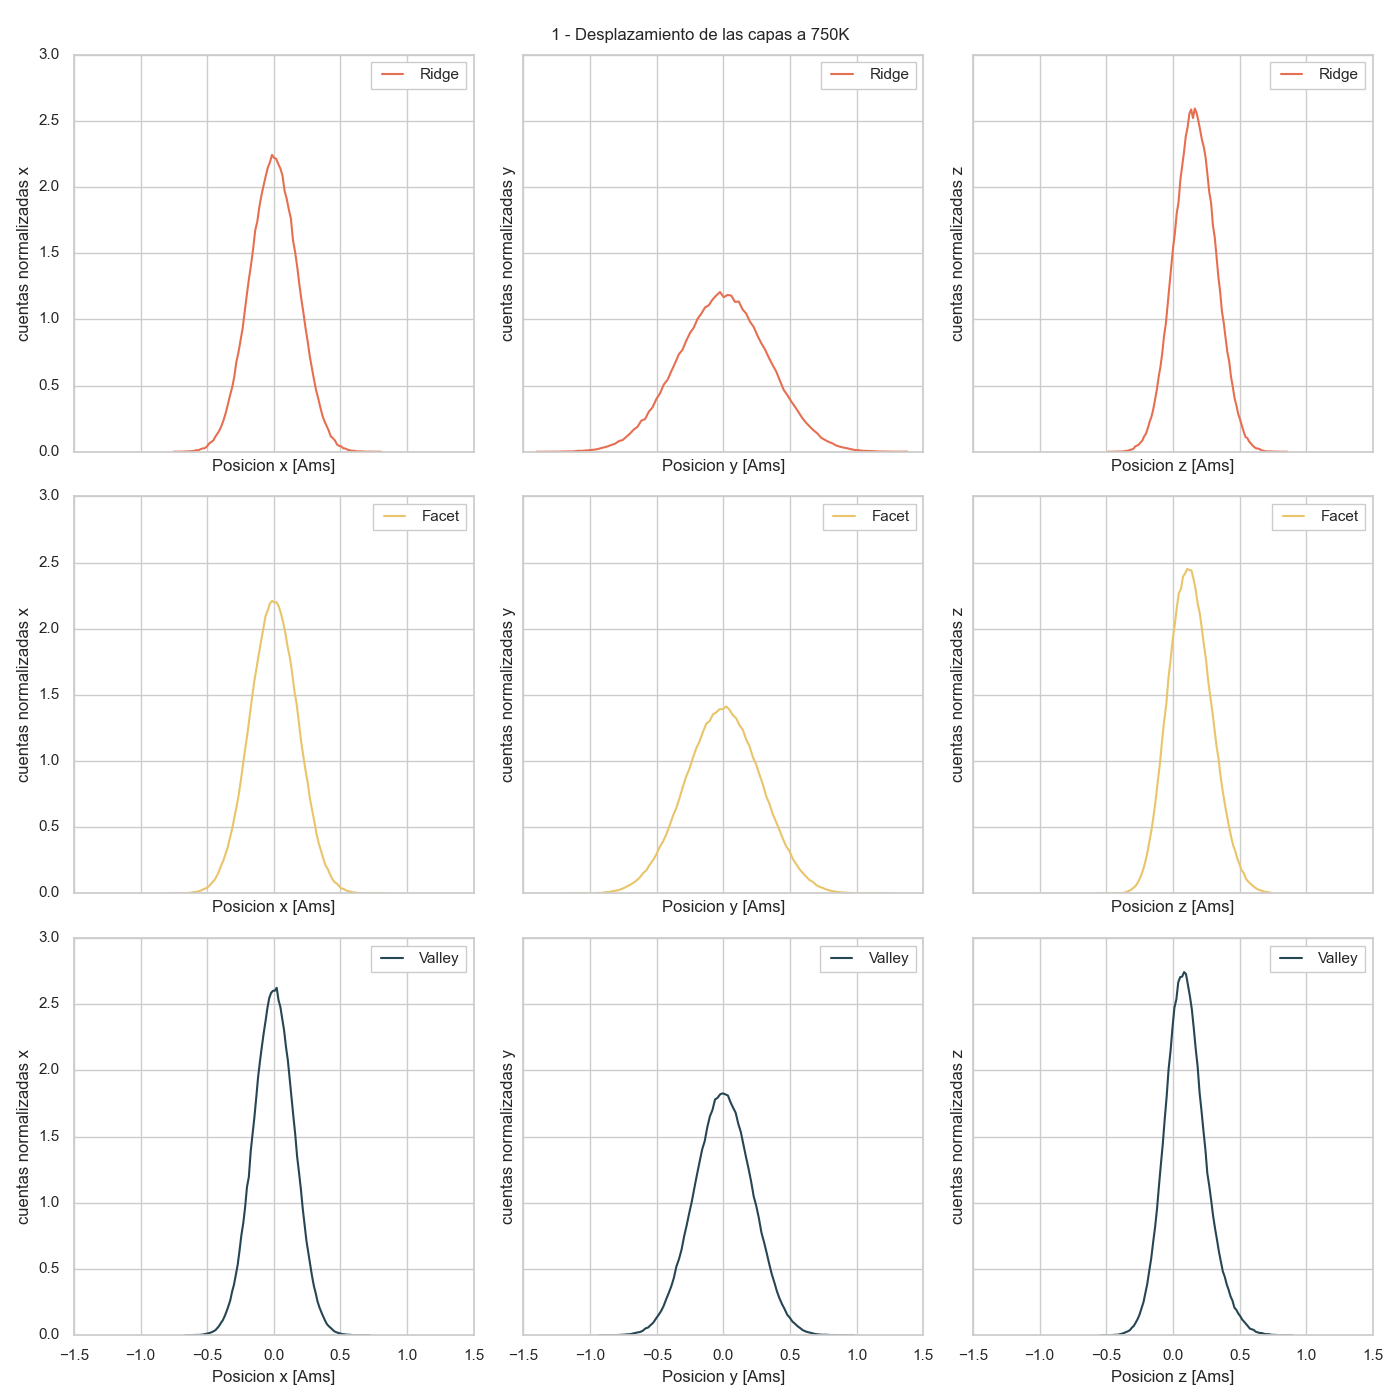 1 - Desplazamiento de las capas a 750K
3.0
2.5
2.0
1.5
1.0
0.5
0.0
cuentas normalizadas x
Ridge
Posicion x [Ams]
cuentas normalizadas y
Ridge
Posicion y [Ams]
cuentas normalizadas z
Ridge
Posicion z [Ams]
3.0
2.5
2.0
1.5
1.0
0.5
0.0
cuentas normalizadas x
Facet
Posicion x [Ams]
cuentas normalizadas y
Facet
Posicion y [Ams]
cuentas normalizadas z
Facet
Posicion z [Ams]
3.0
2.5
2.0
1.5
1.0
0.5
0.0
cuentas normalizadas x
Valley
−1.5 −1.0 −0.5 0.0 0.5 1.0
Posicion x [Ams]
cuentas normalizadas y
Valley
−1.5 −1.0 −0.5 0.0 0.5 1.0
Posicion y [Ams]
cuentas normalizadas z
Valley
−1.5 −1.0 −0.5 0.0 0.5 1.0 1.5
Posicion z [Ams]